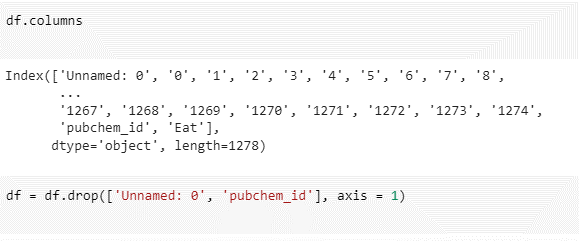 df.columns
Index(['Unnamed: 0', '0', '1', '2', '3', '4', '5', '6', '7', '8',
...
'1267', '1268', '1269', '1270', '1271', '1272', '1273', '1274',
'pubchem_id', 'Eat'],
dtype='object', length=1278)
df = df.drop(['Unnamed: 0', 'pubchem_id'], axis = 1)